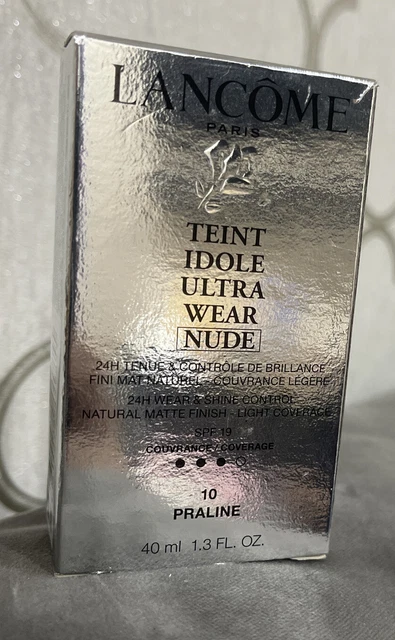 LANCÔME
PARIS
TEINT
IDOLE
ULTRA
WEAR
NUDE
24H TENUE & CONTRÔLE DE BRILLANCE
FINI MAT NATUREL - COUVRANCE LÉGÈRE
24H WEAR & SHINE CONTROL
NATURAL MATTE FINISH - LIGHT COVERAGE
SPF 19
COUVRANCE / COVERAGE
10
PRALINE
40 ml 1.3 FL. OZ.